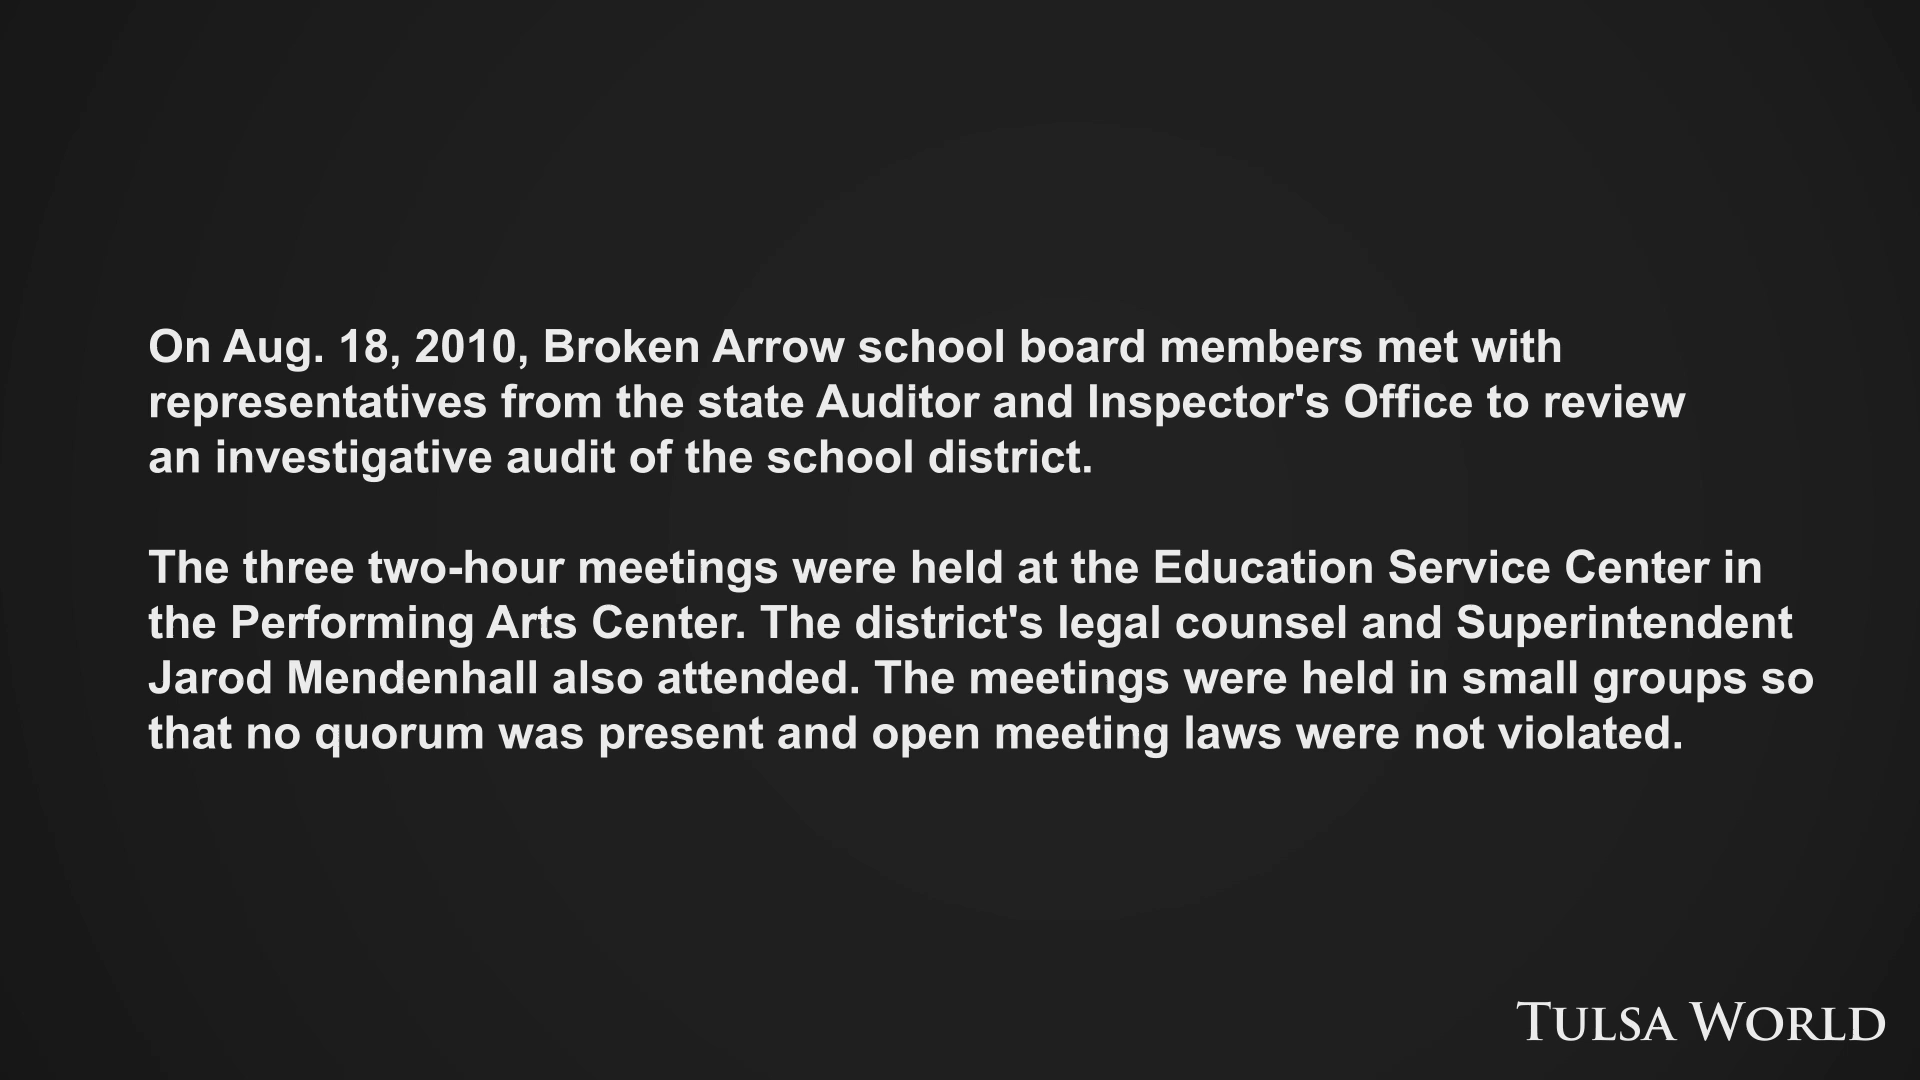 On Aug. 18, 2010, Broken Arrow school board members met with
representatives from the state Auditor and Inspector's Office to review
an investigative audit of the school district.
The three two-hour meetings were held at the Education Service Center in
the Performing Arts Center. The district's legal counsel and Superintendent
Jarod Mendenhall also attended. The meetings were held in small groups so
that no quorum was present and open meeting laws were not violated.
TULSA WORLD